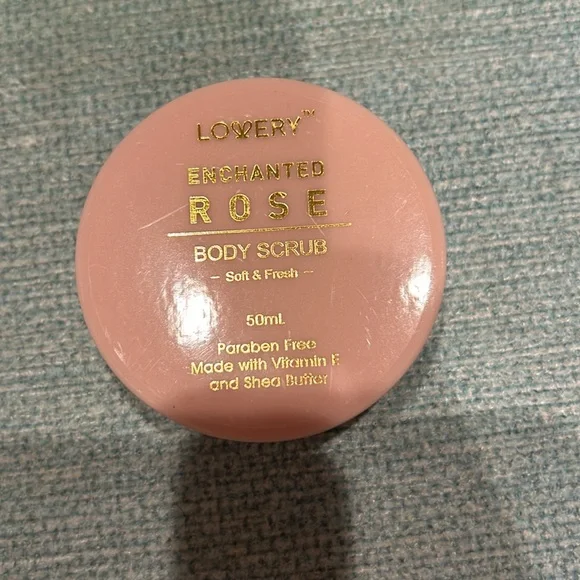 LOVERY™
ENCHANTED
ROSE
BODY SCRUB
– Soft & Fresh –
50mL
Paraben Free
Made with Vitamin E
and Shea Butter